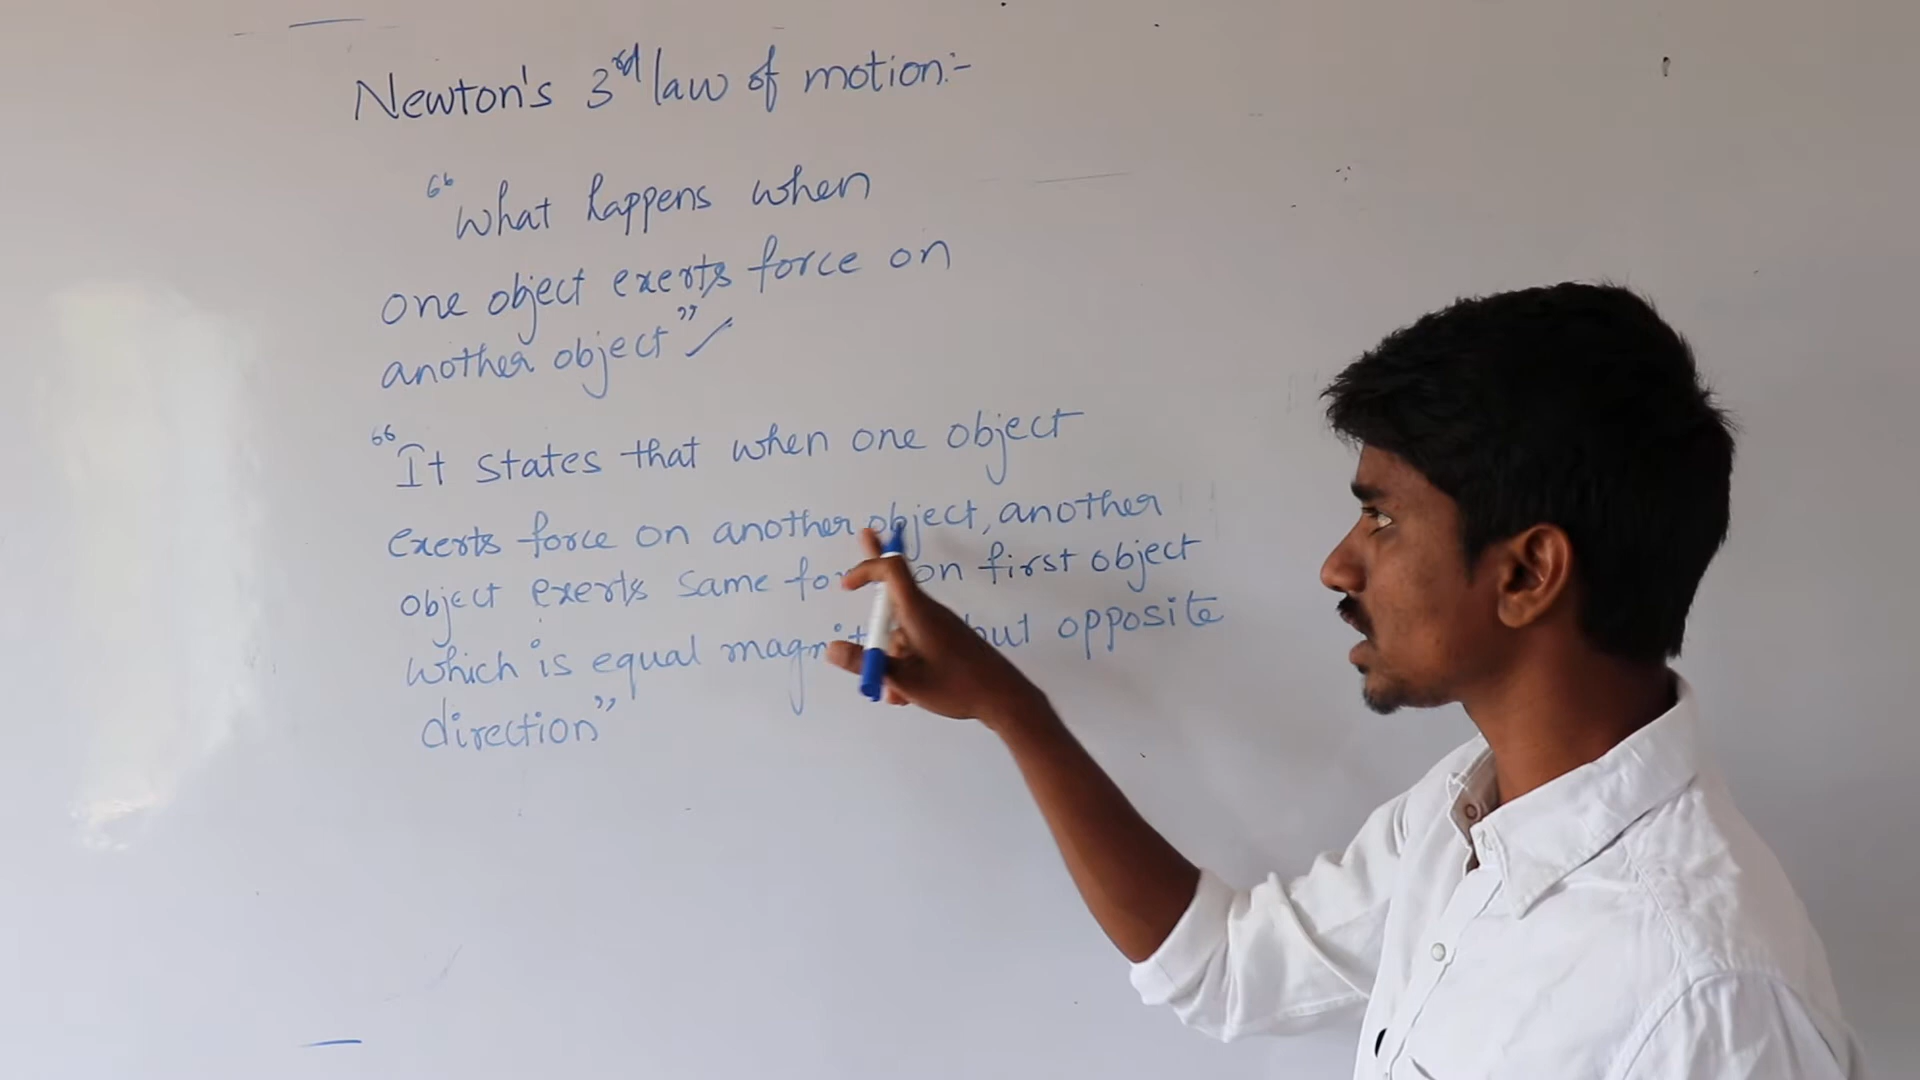 Newton's 3rd law of motion:-
"What happens when
one object exerts force on
another object"
"It states that when one object
exerts force on another object, another
object exerts same on first object
which is equal but opposite
direction"